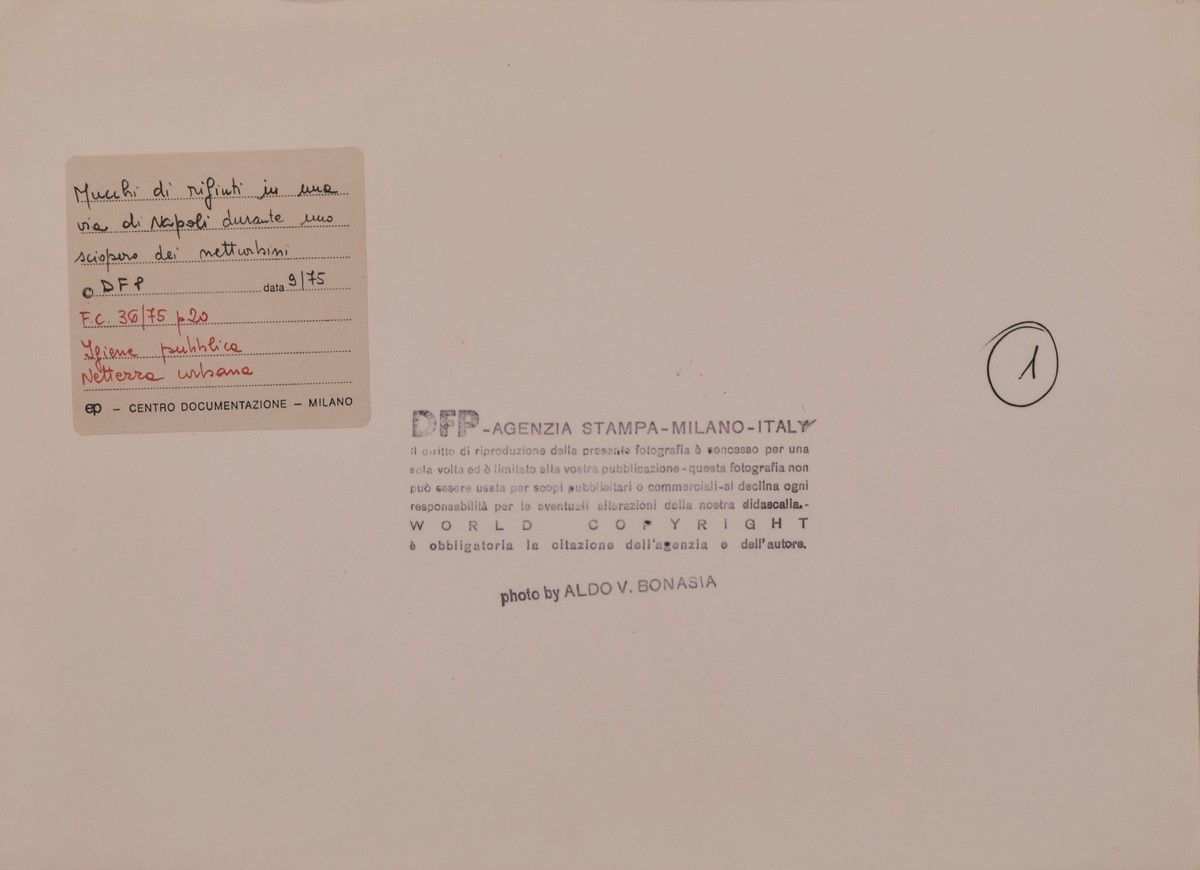 Mucchi di rifiuti in una
via di Napoli durante uno
sciopero dei netturbini
© DFP data 9/75
F.C. 36/75 p 20
Igiene pubblica
Nettezza urbana
ep - CENTRO DOCUMENTAZIONE - MILANO
1
DFP-AGENZIA STAMPA-MILANO-ITALY
il diritto di riproduzione della presente fotografia è concesso per una
sola volta ed è limitato alla vostra pubblicazione-questa fotografia non
può essere usata per scopi pubblicitari o commerciali-si declina ogni
responsabilità per le eventuali alterazioni della nostra didascalia.-
WORLD COPYRIGHT
è obbligatoria la citazione dell'agenzia e dell'autore.
photo by ALDO V. BONASIA